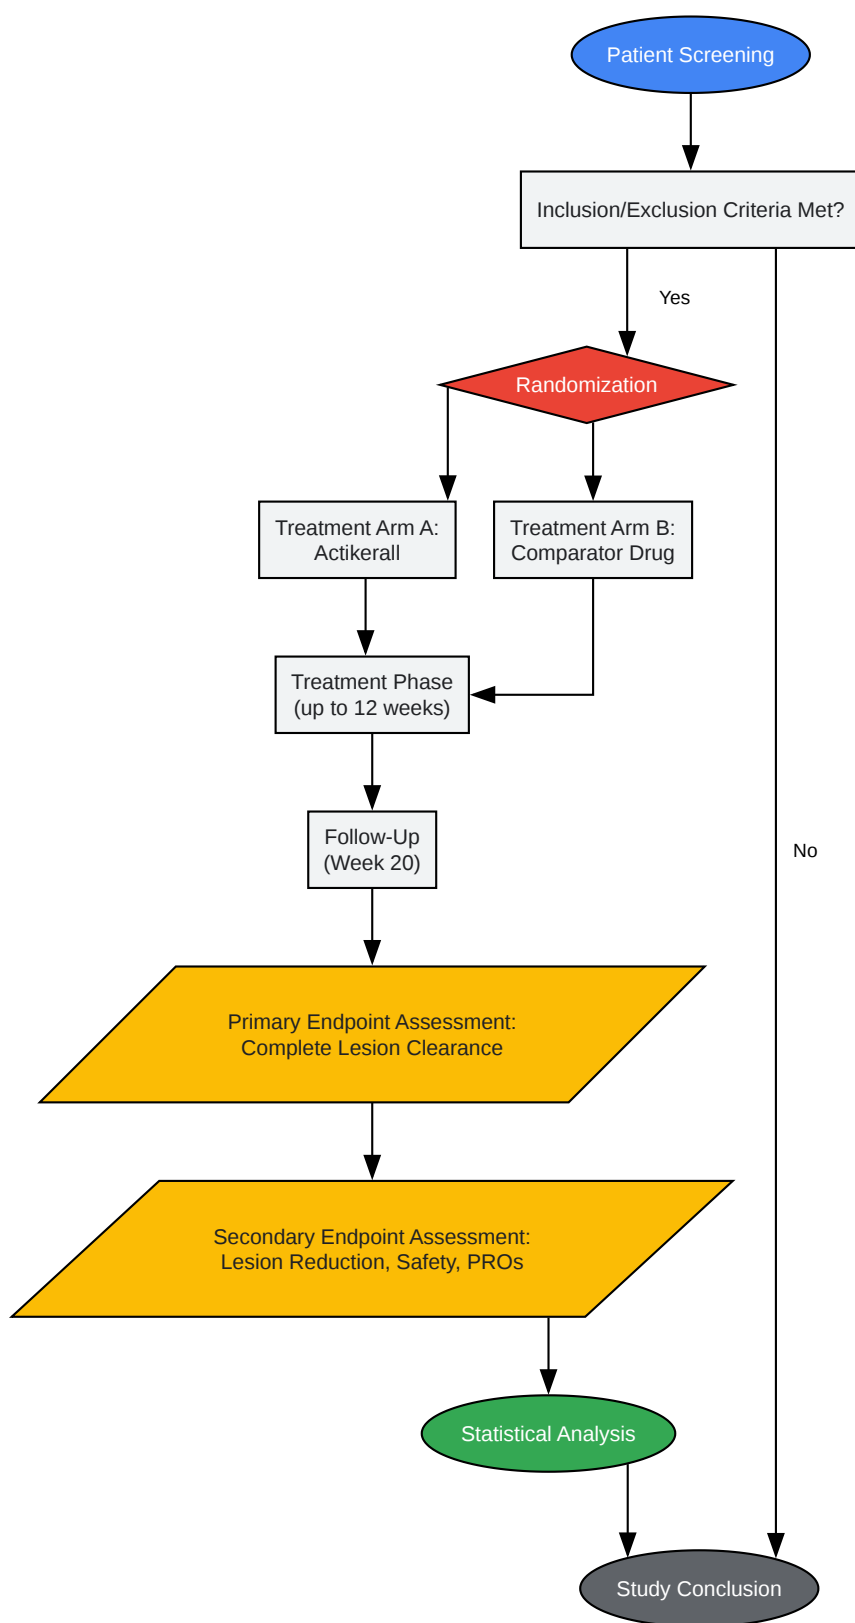 Patient Screening
Inclusion/Exclusion Criteria Met?
Yes
Randomization
Treatment Arm A:
Actikerall
Treatment Arm B:
Comparator Drug
Treatment Phase
(up to 12 weeks)
Follow-Up
(Week 20)
No
Primary Endpoint Assessment:
Complete Lesion Clearance
Secondary Endpoint Assessment:
Lesion Reduction, Safety, PROs
Statistical Analysis
Study Conclusion